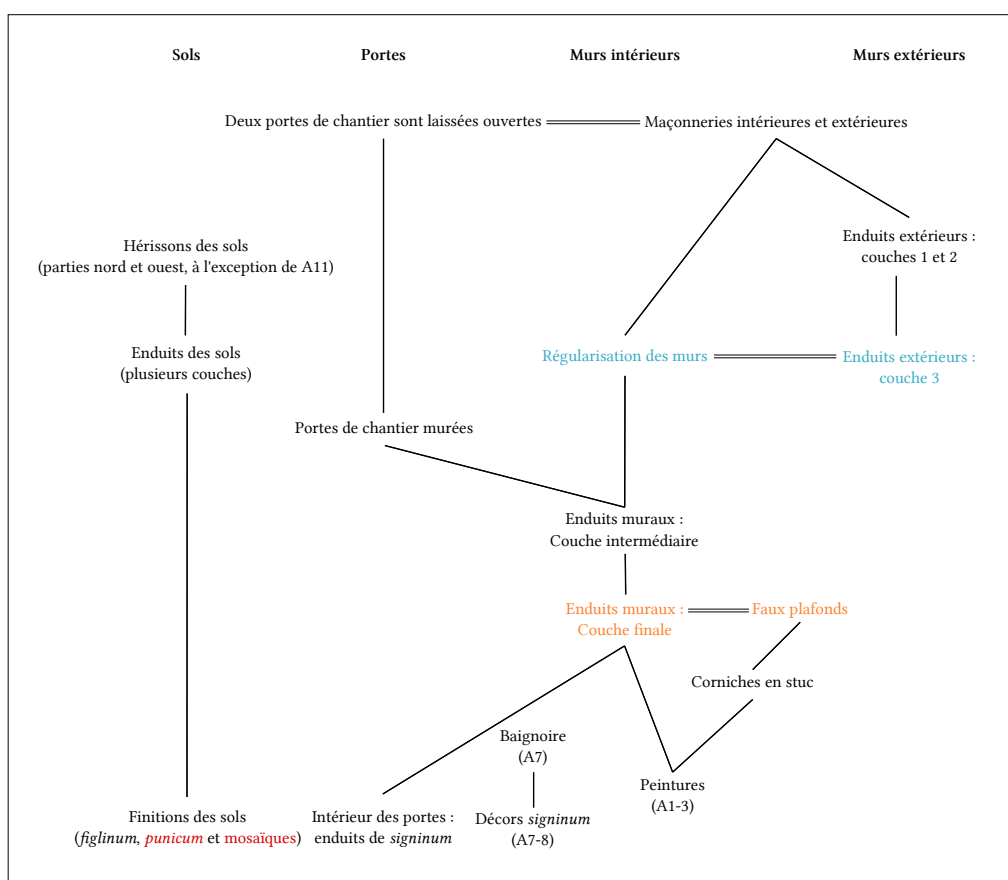 Sols
Portes
Murs intérieurs
Murs extérieurs
Deux portes de chantier sont laissées ouvertes
Maçonneries intérieures et extérieures
Hérissons des sols
(parties nord et ouest, à l'exception de A11)
Enduits extérieurs :
couches 1 et 2
Enduits des sols
(plusieurs couches)
Régularisation des murs
Enduits extérieurs :
couche 3
Portes de chantier murées
Enduits muraux :
Couche intermédiaire
Enduits muraux :
Couche finale
Faux plafonds
Corniches en stuc
Baignoire
(A7)
Peintures
(A1-3)
Finitions des sols
(figlinum, punicum et mosaïques)
Intérieur des portes :
enduits de signinum
Décors signinum
(A7-8)